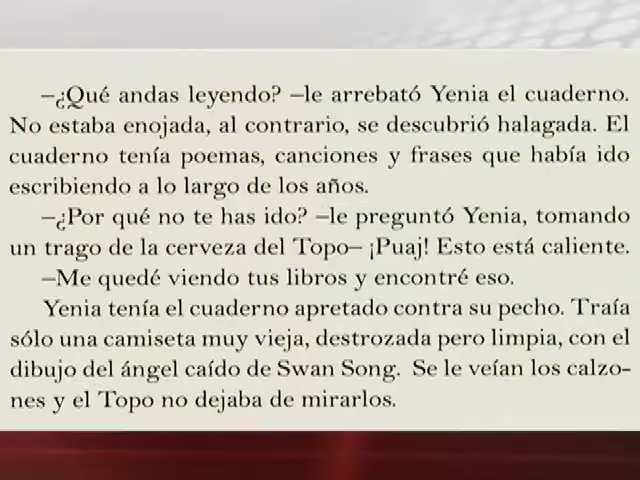 –¿Qué andas leyendo? –le arrebató Yenia el cuaderno.
No estaba enojada, al contrario, se descubrió halagada. El
cuaderno tenía poemas, canciones y frases que había ido
escribiendo a lo largo de los años.
–¿Por qué no te has ido? –le preguntó Yenia, tomando
un trago de la cerveza del Topo– ¡Puaj! Esto está caliente.
–Me quedé viendo tus libros y encontré eso.
Yenia tenía el cuaderno apretado contra su pecho. Traía
sólo una camiseta muy vieja, destrozada pero limpia, con el
dibujo del ángel caído de Swan Song. Se le veían los calzo-
nes y el Topo no dejaba de mirarlos.